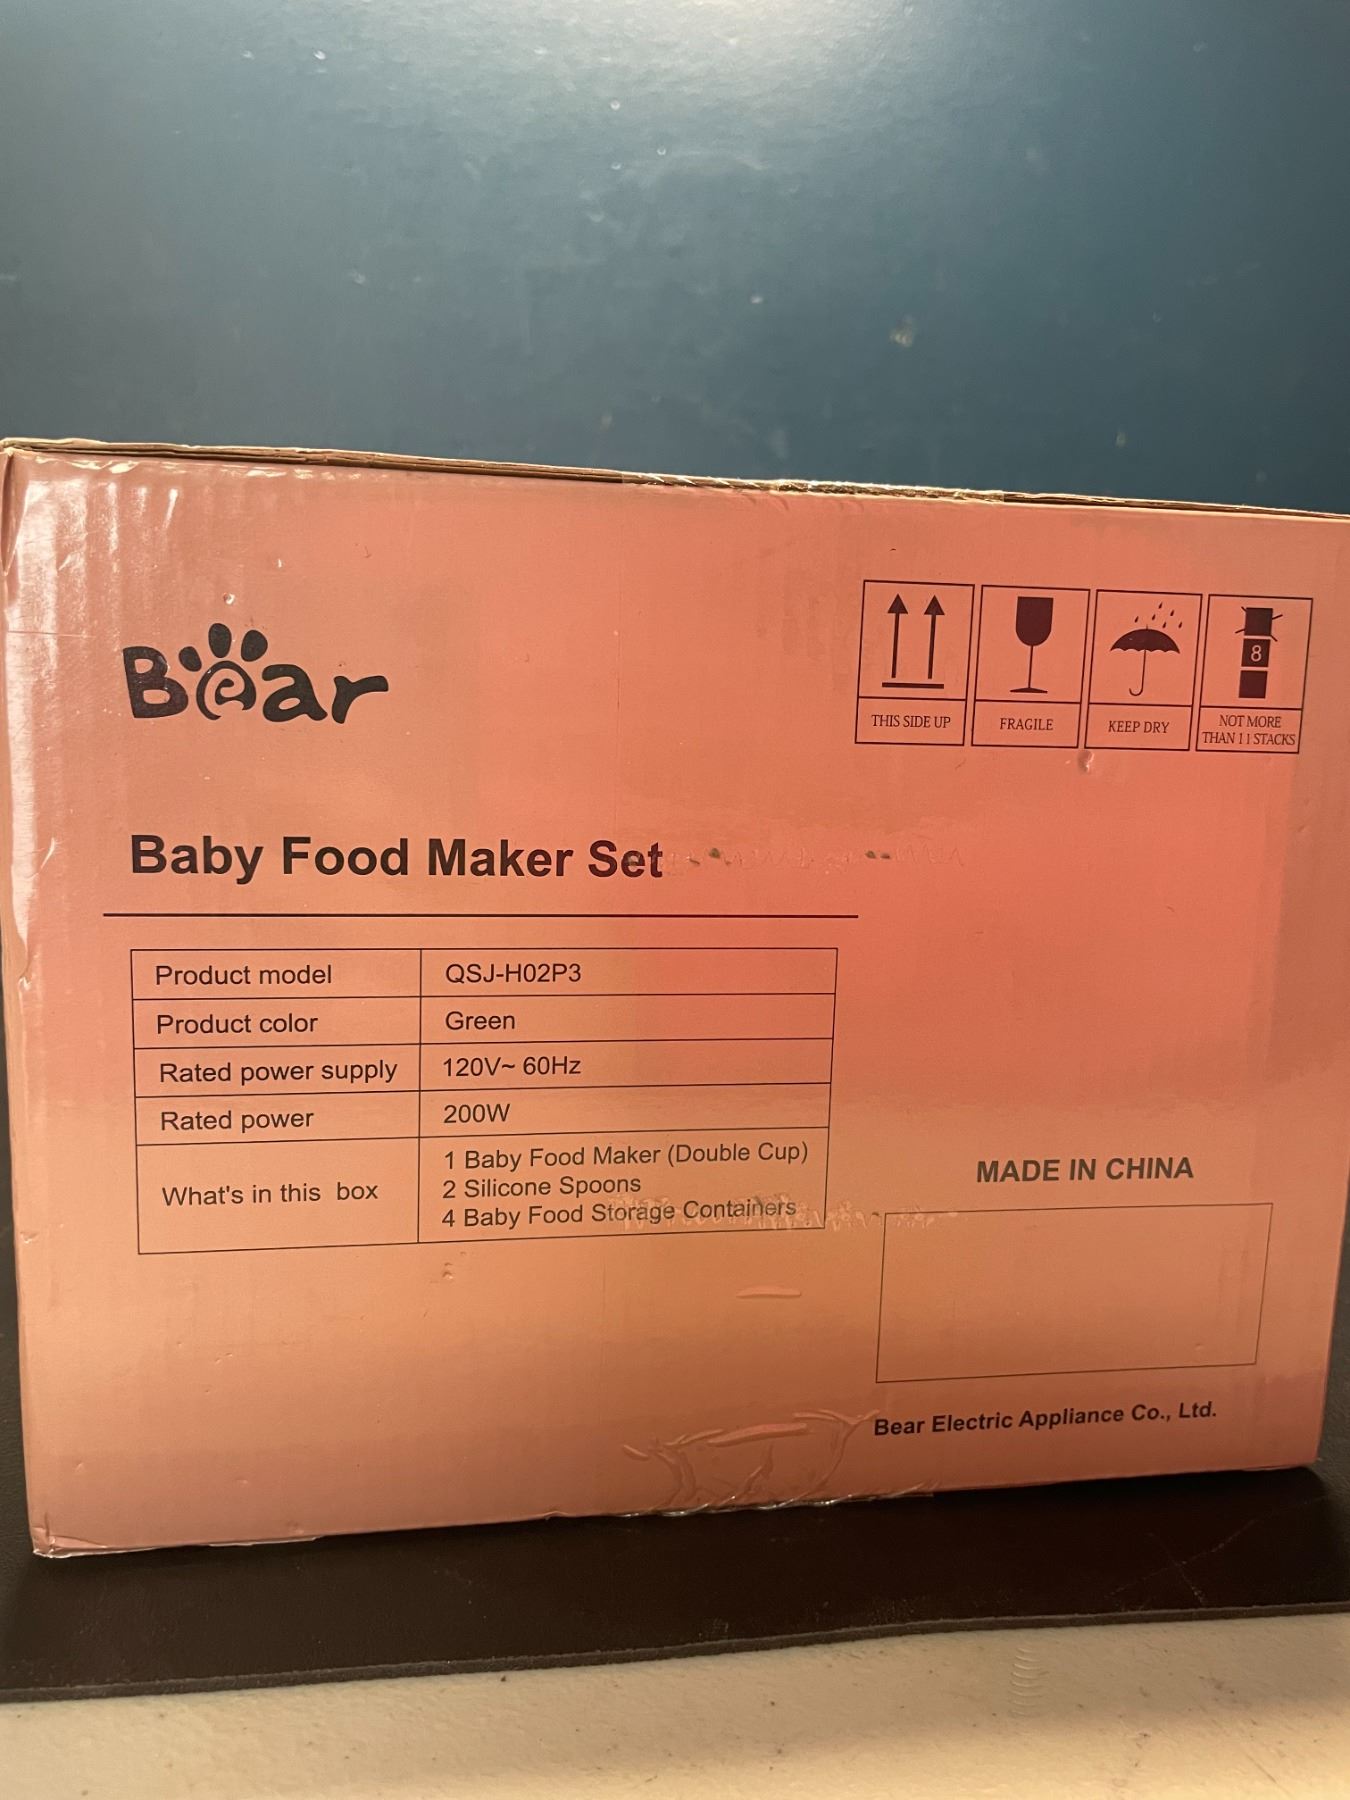 Bear
THIS SIDE UP
FRAGILE
KEEP DRY
8
NOT MORE
THAN 11 STACKS
Baby Food Maker Set
Product model QSJ-H02P3
Product color Green
Rated power supply 120V~ 60Hz
Rated power 200W
What's in this box
1 Baby Food Maker (Double Cup)
2 Silicone Spoons
4 Baby Food Storage Containers
MADE IN CHINA
Bear Electric Appliance Co., Ltd.